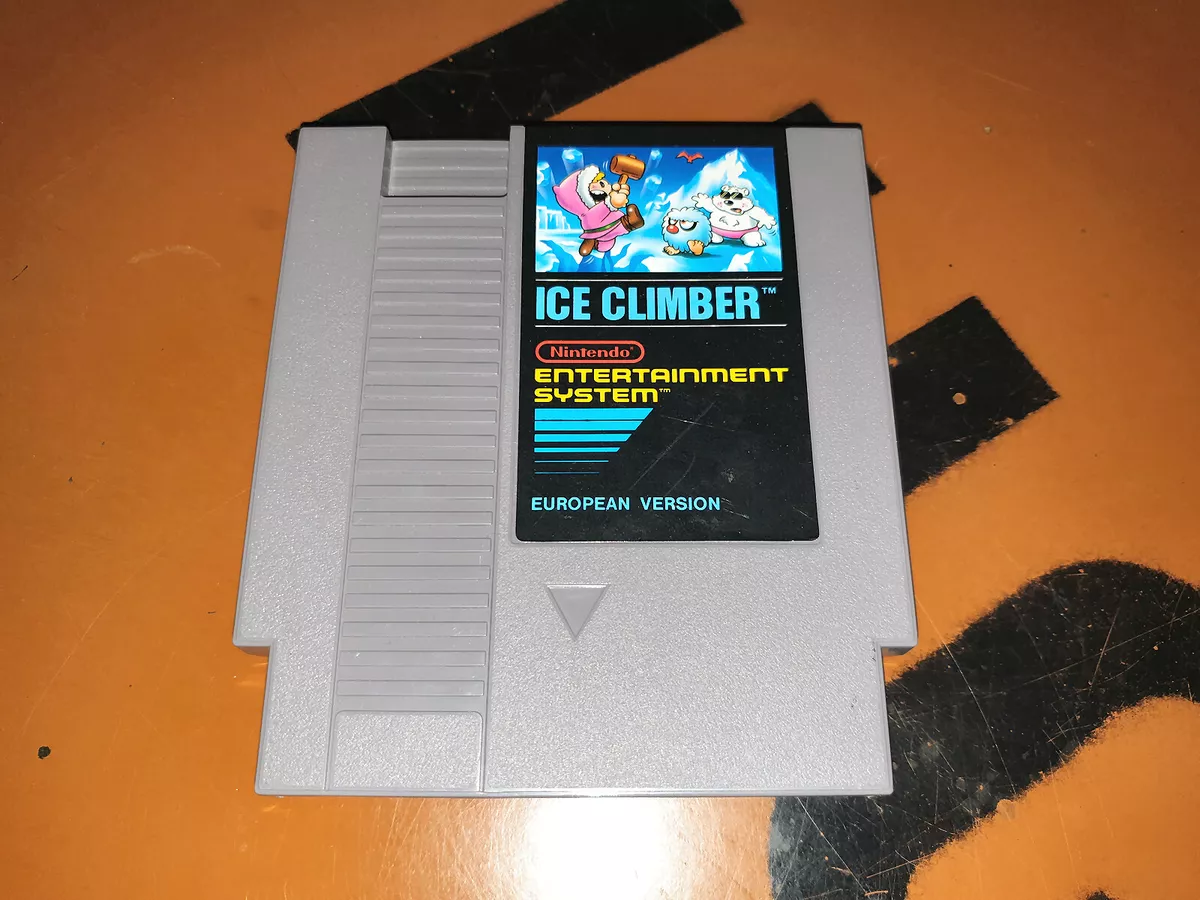 ICE CLIMBER™
Nintendo®
ENTERTAINMENT
SYSTEM™
EUROPEAN VERSION